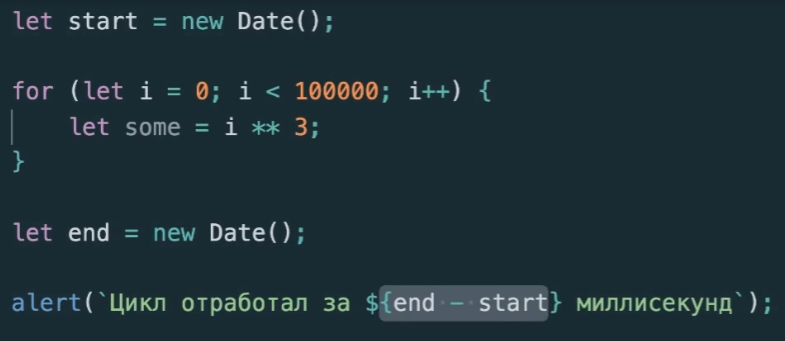 let start = new Date();
for (let i = 0; i < 100000; i++) {
let some = i ** 3;
}
let end = new Date();
alert(`Цикл отработал за ${end - start} миллисекунд`);